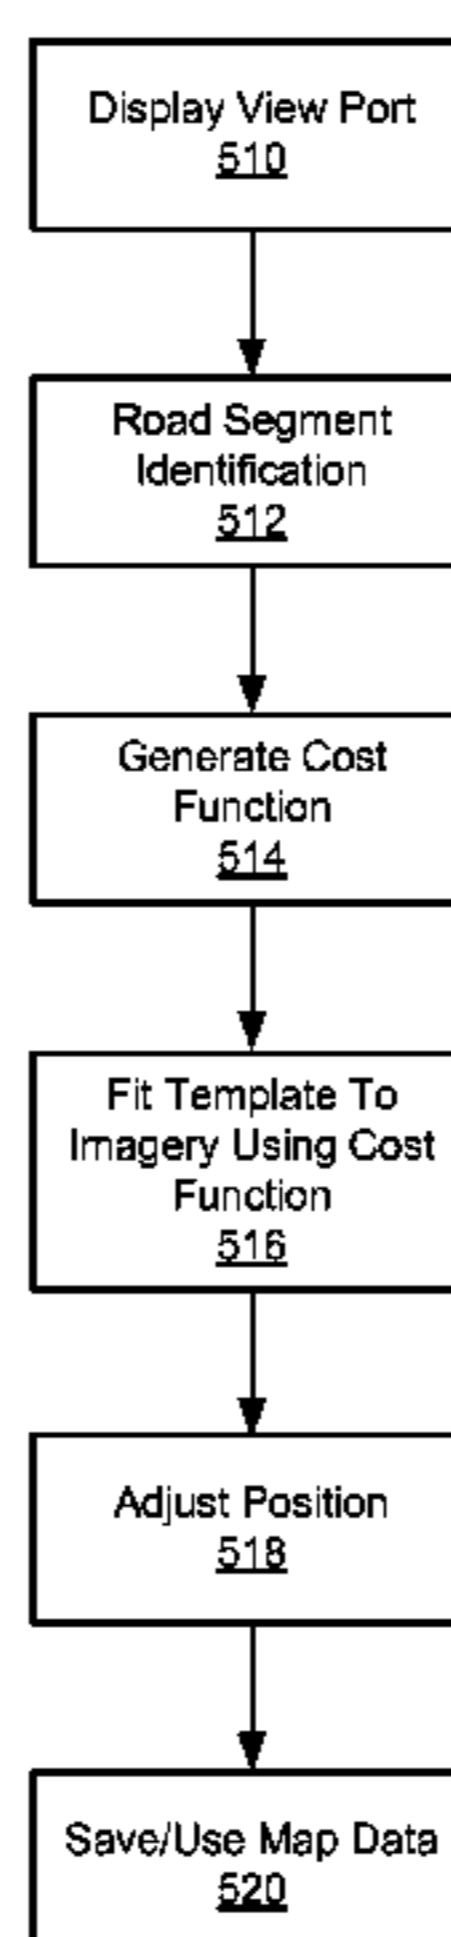 Display View Port
510
Road Segment
Identification
512
Generate Cost
Function
514
Fit Template To
Imagery Using Cost
Function
516
Adjust Position
518
Save/Use Map Data
520